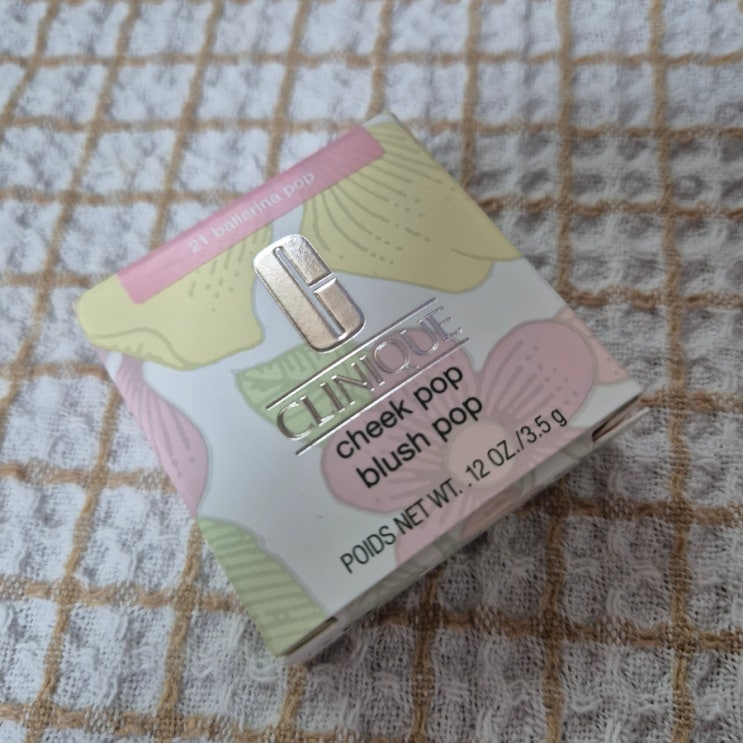 21 ballerina pop
CLINIQUE
cheek pop
blush pop
POIDS NET WT. .12 OZ./3.5 g